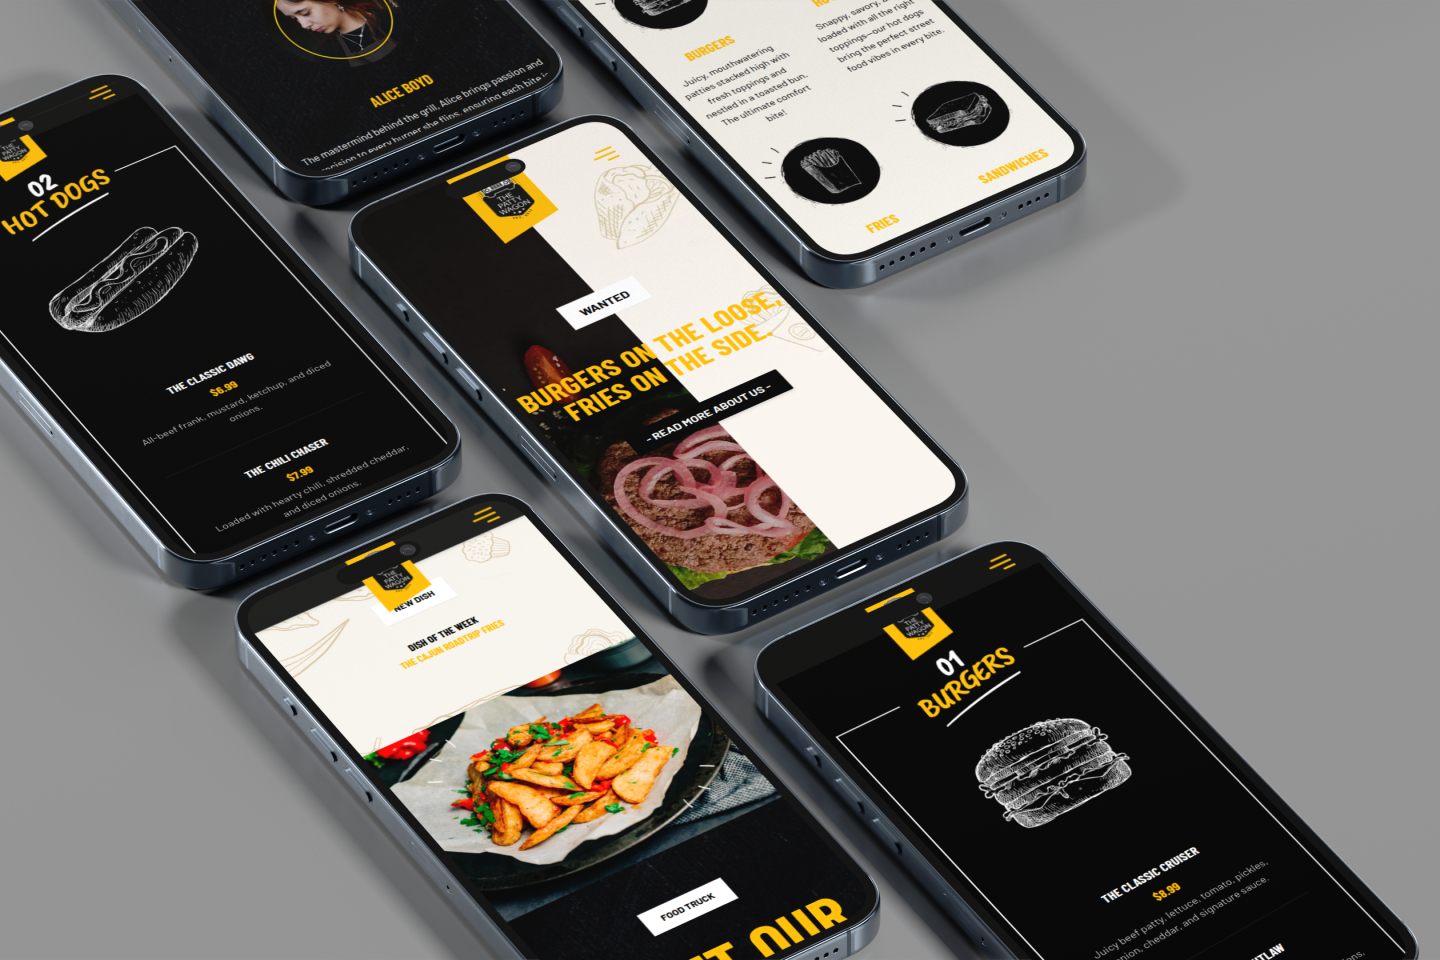 ALICE BOYD
The mastermind behind the grill, Alice brings passion and
to every burger she flips, ensuring each bite is
BURGERS
Juicy, mouthwatering
patties stacked high with
fresh toppings and
nestled in a toasted bun.
The ultimate comfort
bite!
Snappy, savory,
loaded with all the right
toppings—our hot dogs
bring the perfect street
food vibes in every bite.
FRIES
SANDWICHES
THE
PATTY
WAGON
02
HOT DOGS
THE CLASSIC DAWG
$6.99
All-beef frank, mustard, ketchup, and diced
onions.
THE CHILI CHASER
$7.99
Loaded with hearty chili, shredded cheddar,
and diced onions.
THE
PATTY
WAGON
WANTED
BURGERS ON THE LOOSE,
FRIES ON THE SIDE.
- READ MORE ABOUT US -
THE
PATTY
WAGON
NEW DISH
DISH OF THE WEEK
THE CAJUN ROADTRIP FRIES
FOOD TRUCK
THE
PATTY
WAGON
01
BURGERS
THE CLASSIC CRUISER
$8.99
Juicy beef patty, lettuce, tomato, pickles,
onion, cheddar, and signature sauce.